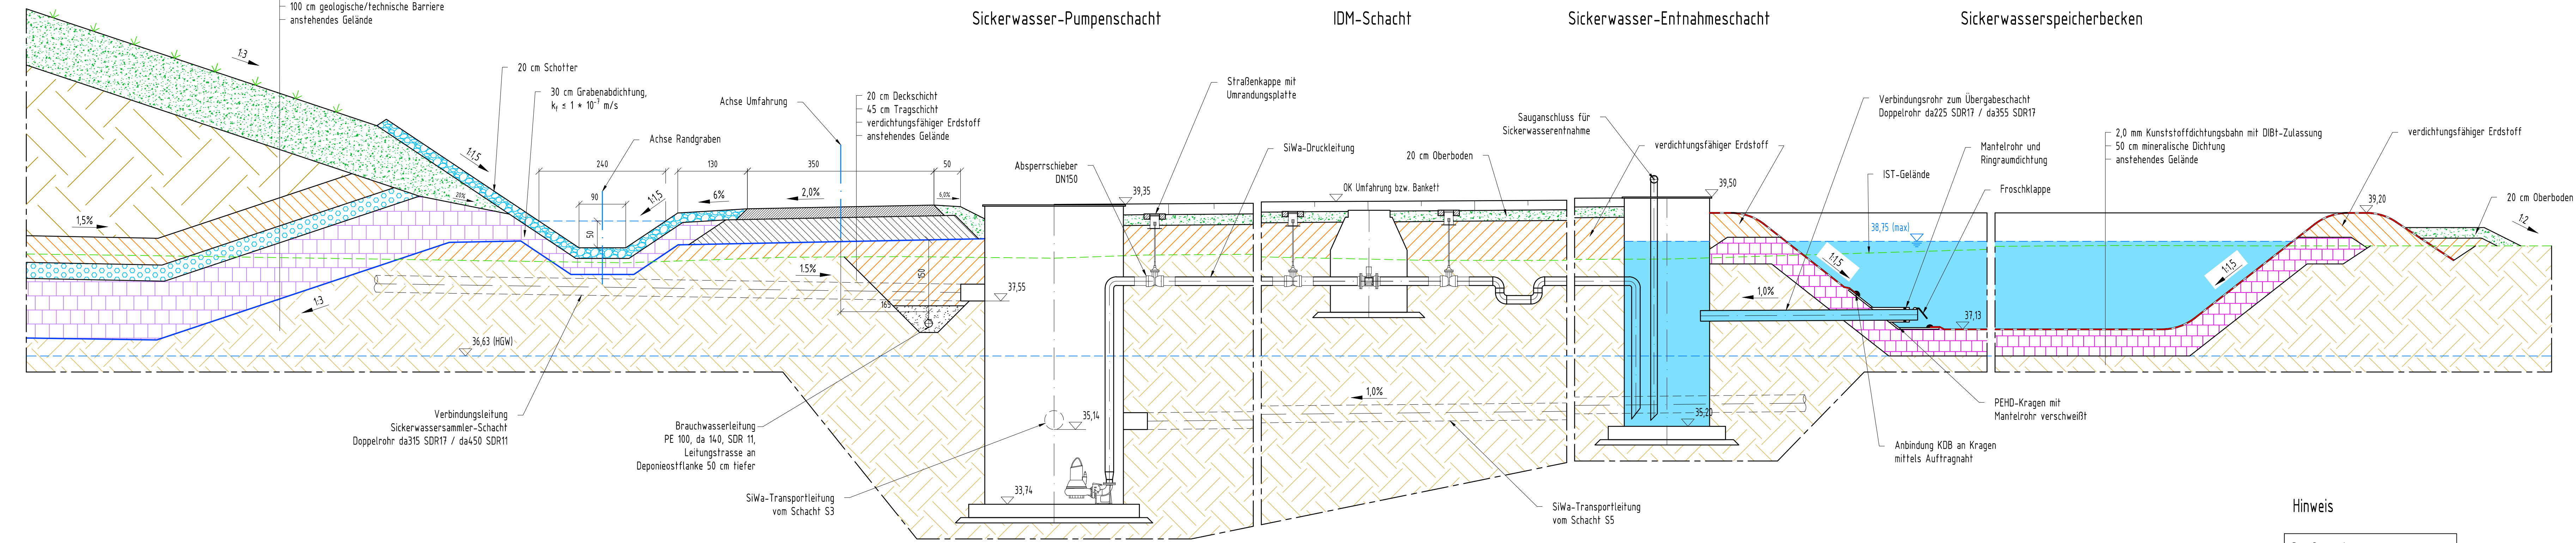 100 cm geologische/technische Barriere
anstehendes Gelände
Sickerwasser-Pumpenschacht
IDM-Schacht
Sickerwasser-Entnahmeschacht
Sickerwasserspeicherbecken
1:3
20 cm Schotter
30 cm Grabenabdichtung,
kf ≤ 1 * 10⁻⁷ m/s
Achse Umfahrung
Achse Randgraben
20 cm Deckschicht
45 cm Tragschicht
verdichtungsfähiger Erdstoff
anstehendes Gelände
Straßenkappe mit
Umrandungsplatte
Absperrschieber
DN150
SiWa-Druckleitung
20 cm Oberboden
OK Umfahrung bzw. Bankett
Sauganschluss für
Sickerwasserentnahme
verdichtungsfähiger Erdstoff
Verbindungsrohr zum Übergabeschacht
Doppelrohr da225 SDR17 / da355 SDR17
IST-Gelände
Mantelrohr und
Ringraumdichtung
Froschklappe
2,0 mm Kunststoffdichtungsbahn mit DIBt-Zulassung
50 cm mineralische Dichtung
anstehendes Gelände
verdichtungsfähiger Erdstoff
20 cm Oberboden
1:2
1:1,5
240
130
350
50
90
50
1:1,5
6%
2,0%
6,0%
20%
1,5%
1:3
1.5%
150
165
39,35
37,55
39,50
38,75 (max)
39,20
1:1,5
1:1,5
1,0%
37,13
36,63 (HGW)
1,0%
35,14
35,20
33,74
Verbindungsleitung
Sickerwassersammler-Schacht
Doppelrohr da315 SDR17 / da450 SDR11
Brauchwasserleitung
PE 100, da 140, SDR 11,
Leitungstrasse an
Deponieostflanke 50 cm tiefer
SiWa-Transportleitung
vom Schacht S3
SiWa-Transportleitung
vom Schacht S5
PEHD-Kragen mit
Mantelrohr verschweißt
Anbindung KDB an Kragen
mittels Auftragnaht
Hinweis